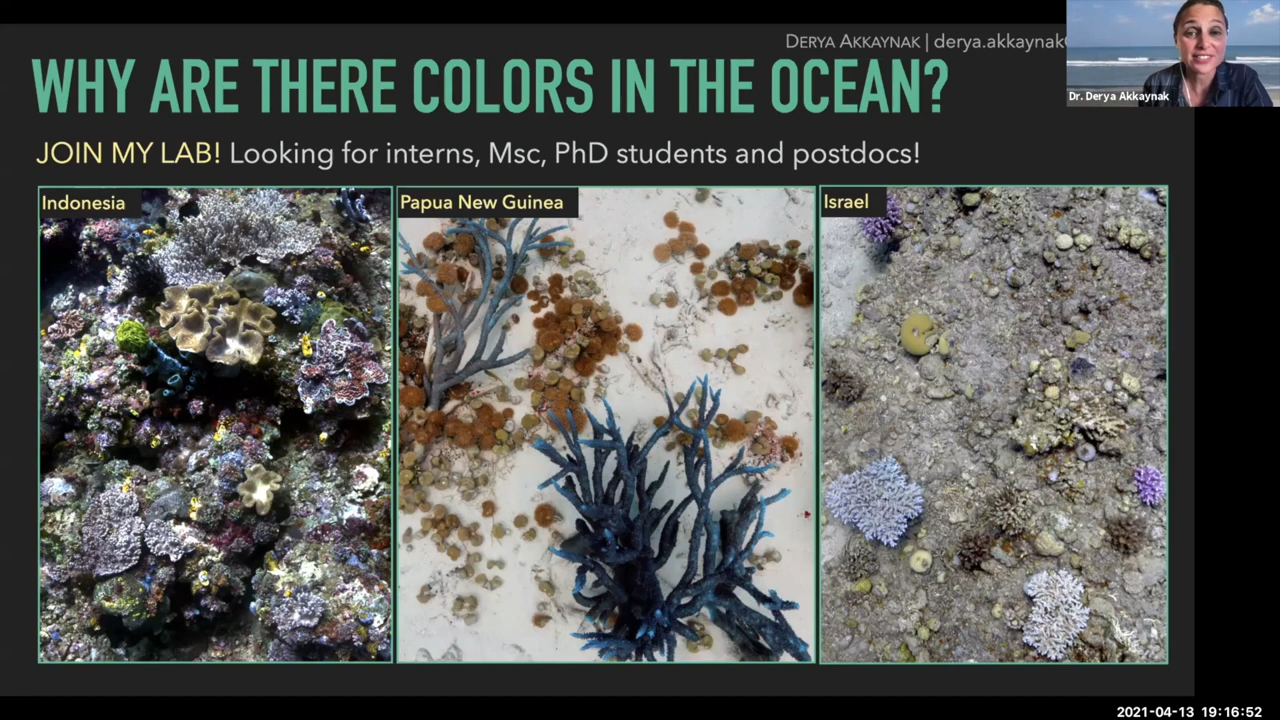 DERYA AKKAYNAK | derya.akkaynak
WHY ARE THERE COLORS IN THE OCEAN?
JOIN MY LAB! Looking for interns, Msc, PhD students and postdocs!
Indonesia
Papua New Guinea
Israel
Dr. Derya Akkaynak
2021-04-13 19:16:52